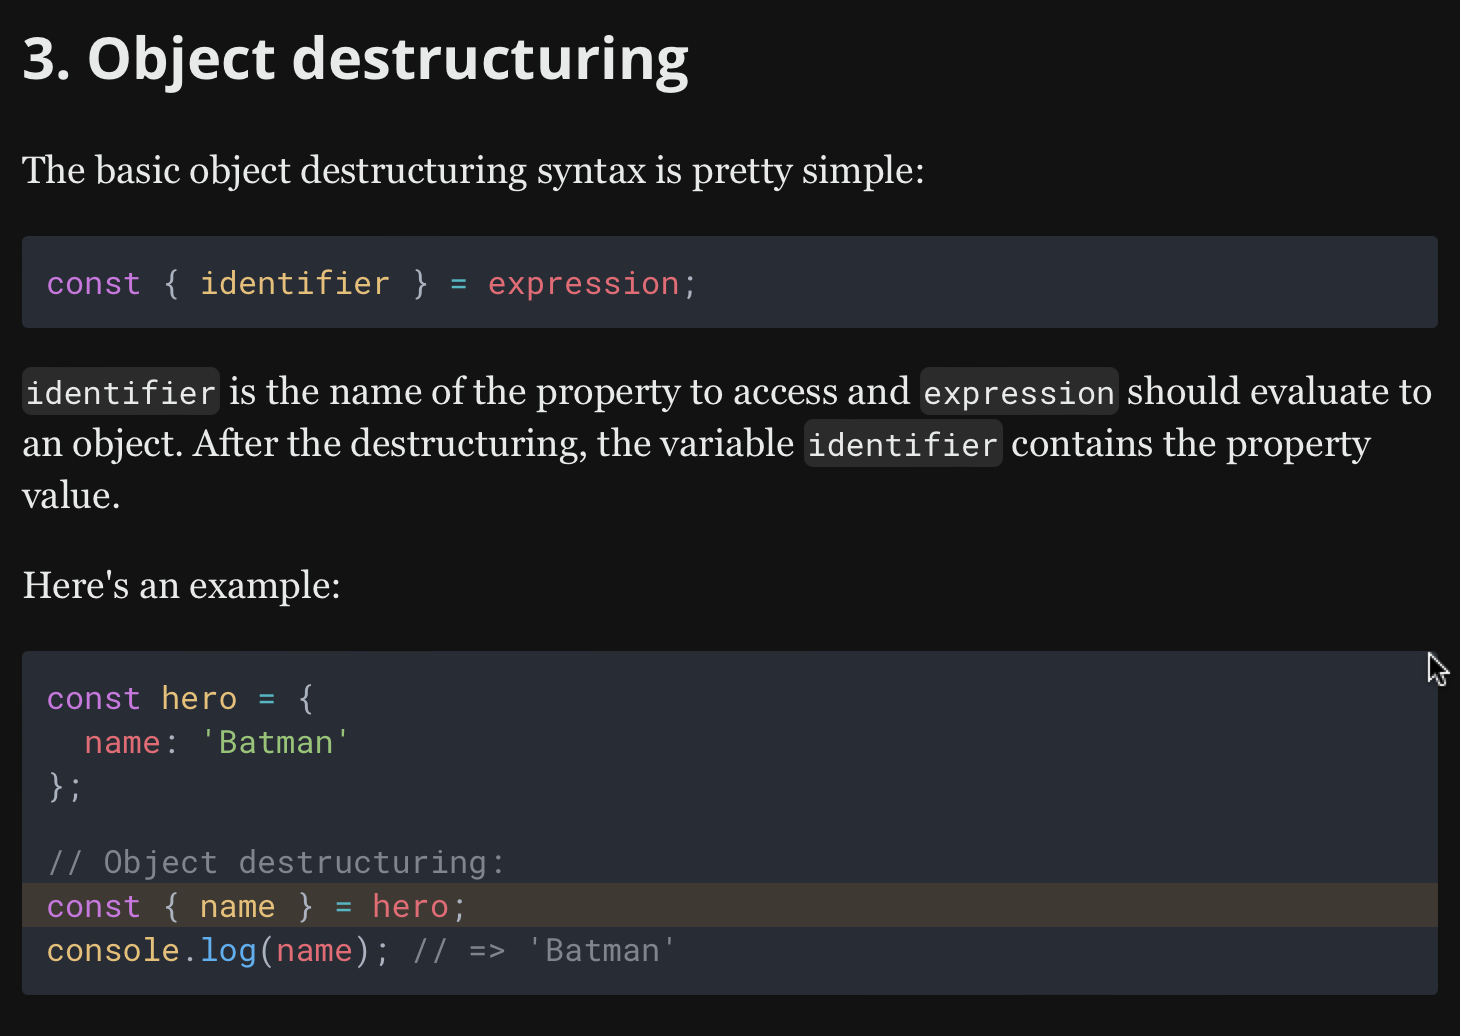 3. Object destructuring
The basic object destructuring syntax is pretty simple:
const { identifier } = expression;
identifier is the name of the property to access and expression should evaluate to
an object. After the destructuring, the variable identifier contains the property
value.
Here's an example:
const hero = {
  name: 'Batman'
};
// Object destructuring:
const { name } = hero;
console.log(name); // => 'Batman'